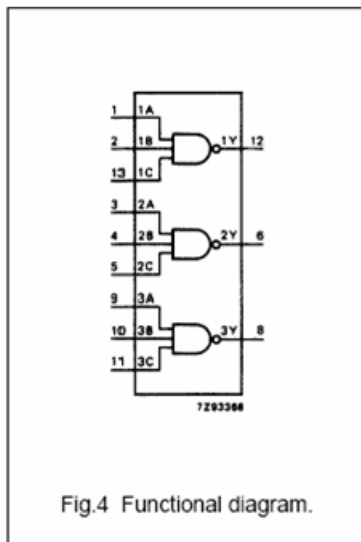 1 1A
2 1B 1Y 12
13 1C
3 2A
4 2B 2Y 6
5 2C
9 3A
10 3B 3Y 8
11 3C
7Z93368
Fig.4 Functional diagram.